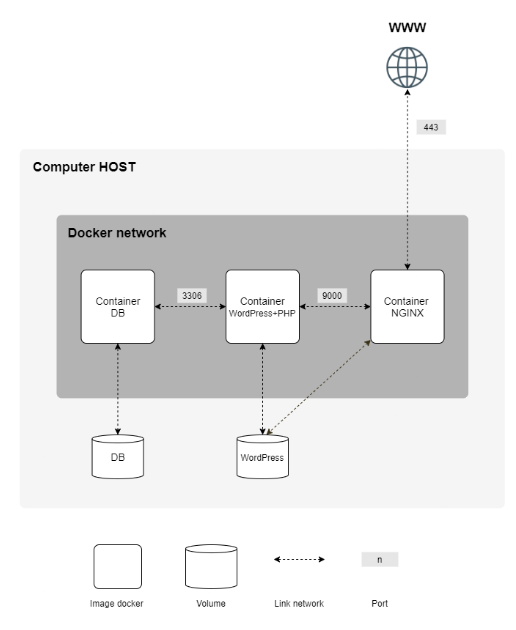 WWW
443
Computer HOST
Docker network
Container
DB
3306
Container
WordPress+PHP
9000
Container
NGINX
DB
WordPress
n
Image docker
Volume
Link network
Port